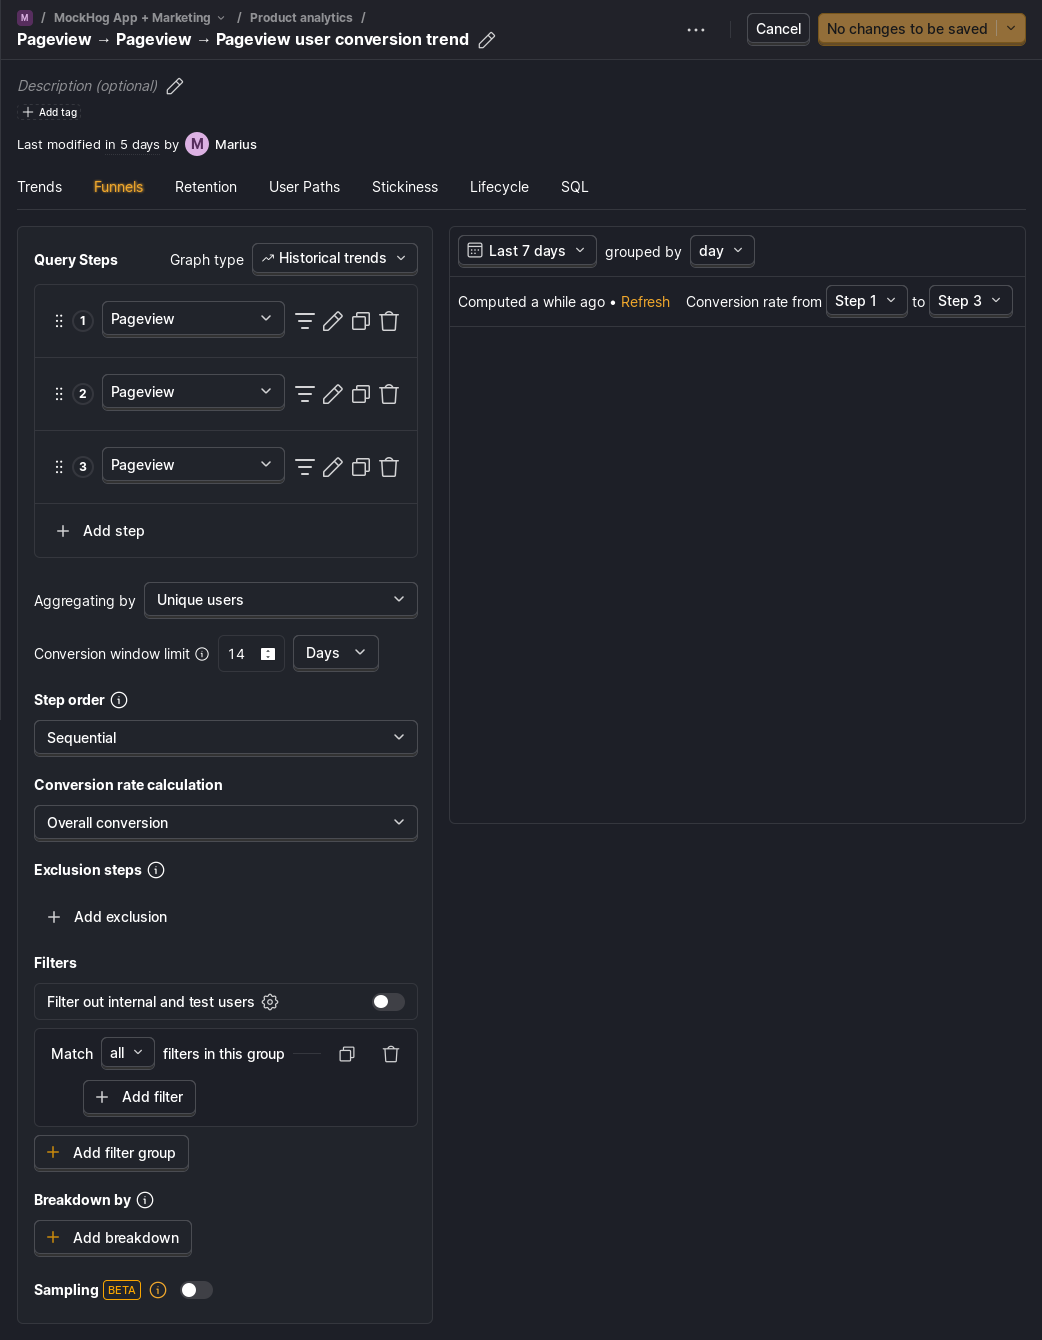 M / MockHog App + Marketing / Product analytics /
Pageview → Pageview → Pageview user conversion trend
Cancel
No changes to be saved
Description (optional)
Add tag
Last modified in 5 days by M Marius
Trends Funnels Retention User Paths Stickiness Lifecycle SQL
Query Steps Graph type Historical trends
1 Pageview
2 Pageview
3 Pageview
Add step
Aggregating by Unique users
Conversion window limit 14 Days
Step order
Sequential
Conversion rate calculation
Overall conversion
Exclusion steps
Add exclusion
Filters
Filter out internal and test users
Match all filters in this group
Add filter
Add filter group
Breakdown by
Add breakdown
Sampling BETA
Last 7 days grouped by day
Computed a while ago • Refresh Conversion rate from Step 1 to Step 3